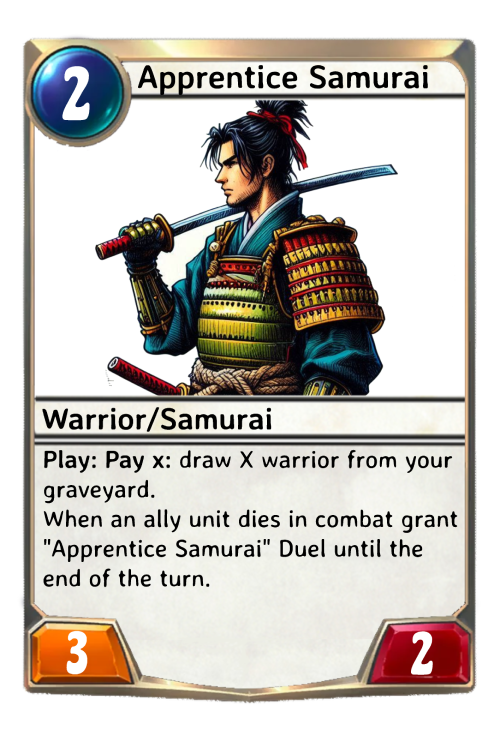 2
Apprentice Samurai
Warrior/Samurai
Play: Pay x: draw X warrior from your
graveyard.
When an ally unit dies in combat grant
"Apprentice Samurai" Duel until the
end of the turn.
3
2